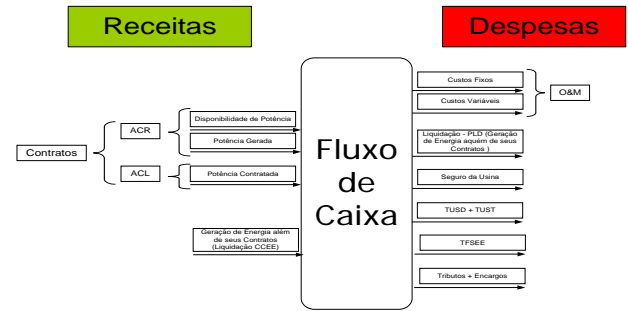 Receitas
Despesas
Contratos
ACR
ACL
Disponibilidade de Potência
Potência Gerada
Potência Contratada
Geração de Energia além
de seus Contratos
(Liquidação CCEE)
Fluxo
de
Caixa
Custos Fixos
Custos Variáveis
O&M
Liquidação - PLD (Geração
de Energia aquém de seus
Contratos )
Seguro da Usina
TUSD + TUST
TFSEE
Tributos + Encargos